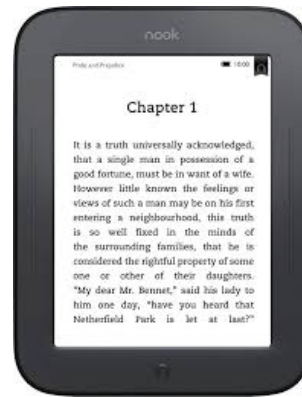 nook
Pride and Prejudice 10:00
Chapter 1
It is a truth universally acknowledged,
that a single man in possession of a
good fortune, must be in want of a wife.
However little known the feelings or
views of such a man may be on his first
entering a neighbourhood, this truth
is so well fixed in the minds of
the surrounding families, that he is
considered the rightful property of some
one or other of their daughters.
"My dear Mr. Bennet," said his lady to
him one day, "have you heard that
Netherfield Park is let at last?"